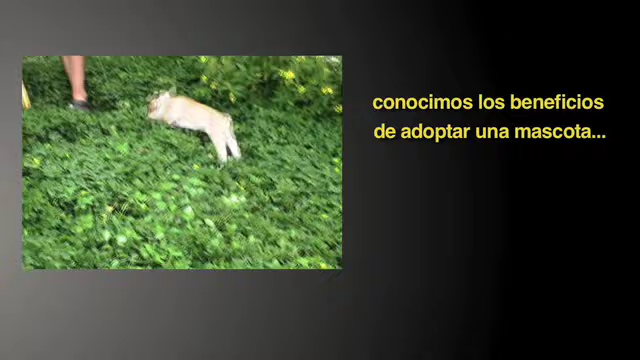 conocimos los beneficios
de adoptar una mascota...